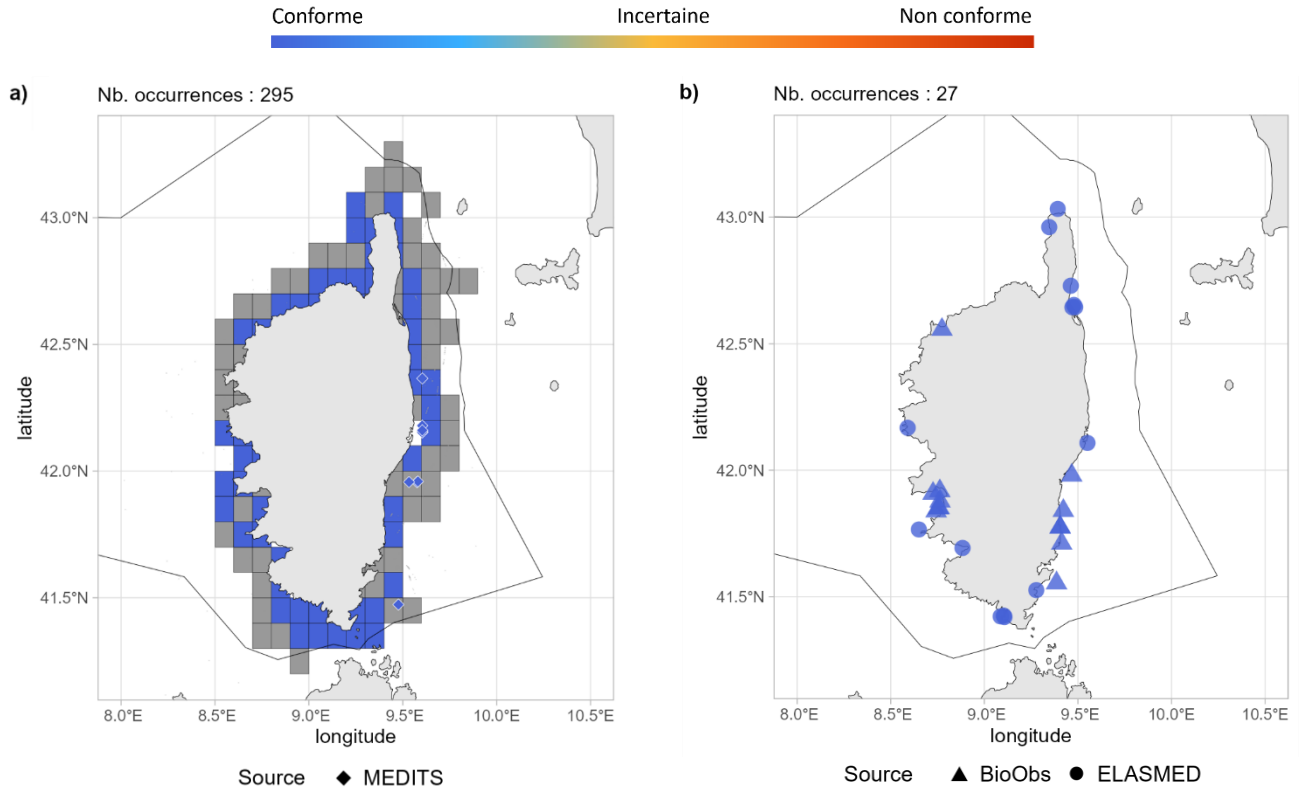 Conforme Incertaine Non conforme
a) b)
Nb. occurrences : 295 Nb. occurrences : 27
43.0°N 43.0°N
42.5°N 42.5°N
latitude latitude
42.0°N 42.0°N
41.5°N 41.5°N
8.0°E 8.5°E 9.0°E 9.5°E 10.0°E 10.5°E 8.0°E 8.5°E 9.0°E 9.5°E 10.0°E 10.5°E
longitude longitude
Source MEDITS Source BioObs ELASMED